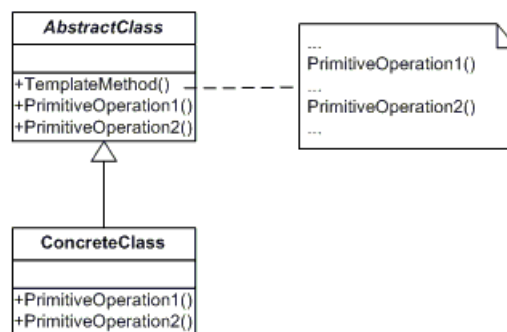 AbstractClass
+TemplateMethod()
+PrimitiveOperation1()
+PrimitiveOperation2()
...
PrimitiveOperation1()
...
PrimitiveOperation2()
...
ConcreteClass
+PrimitiveOperation1()
+PrimitiveOperation2()